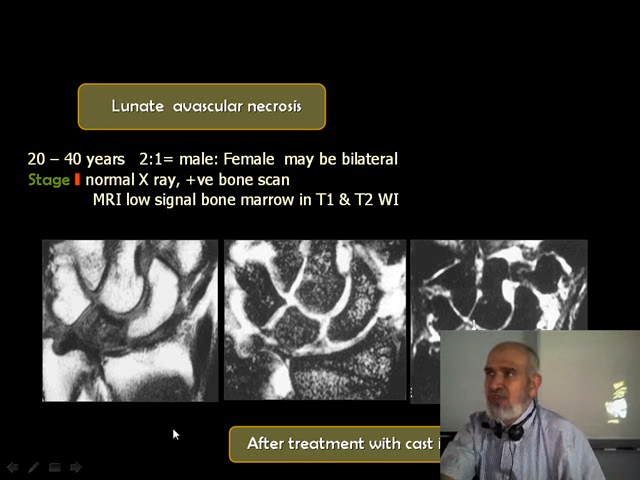 Lunate avascular necrosis
20 – 40 years 2:1= male: Female may be bilateral
Stage I normal X ray, +ve bone scan
MRI low signal bone marrow in T1 & T2 WI
After treatment with cast